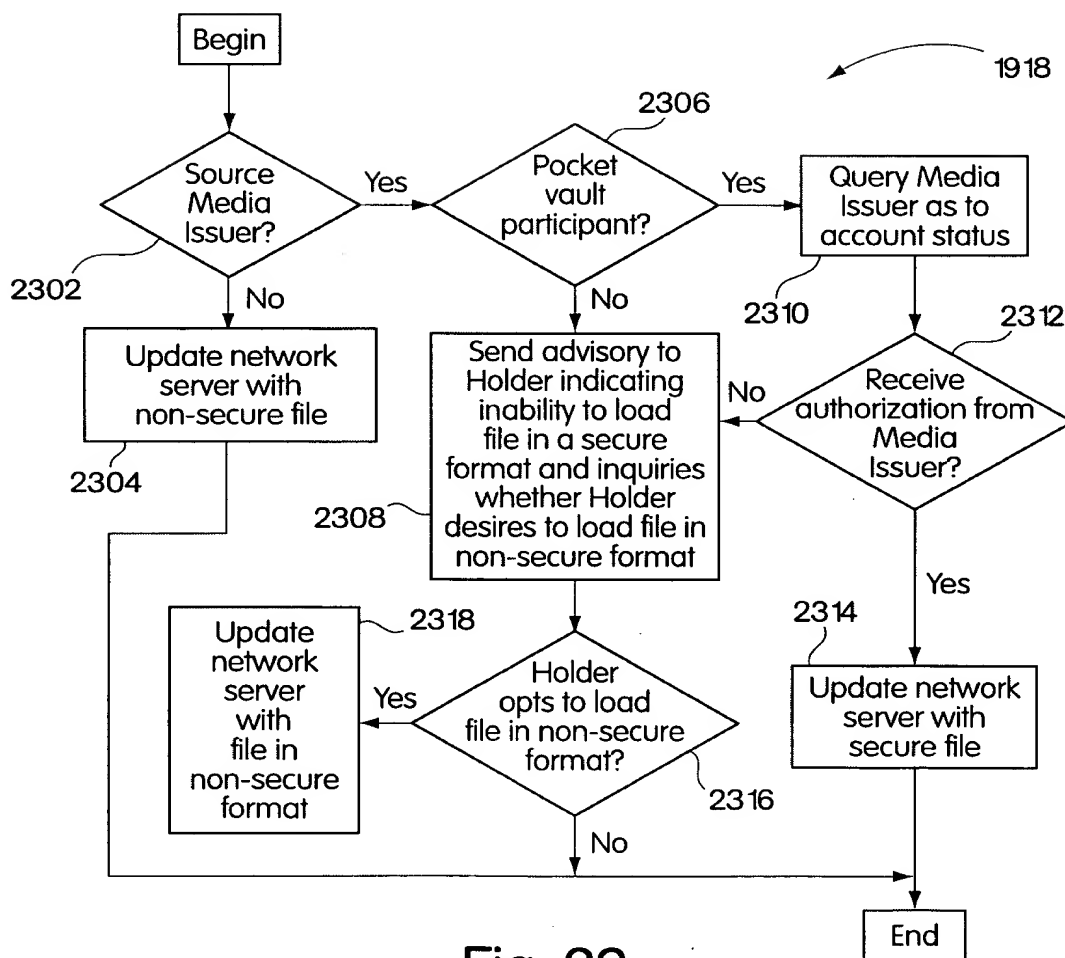 Begin
1918
2306
Source
Media
Issuer?
Yes
Pocket
vault
participant?
Yes
Query Media
Issuer as to
account status
2302
No
No
2310
2312
Update network
server with
non-secure file
2304
Send advisory to
Holder indicating
inability to load
file in a secure
format and inquiries
whether Holder
desires to load file in
non-secure format
2308
No
Receive
authorization from
Media
Issuer?
Yes
2318
Update
network
server
with
file in
non-secure
format
Yes
Holder
opts to load
file in non-secure
format?
2316
No
2314
Update network
server with
secure file
End